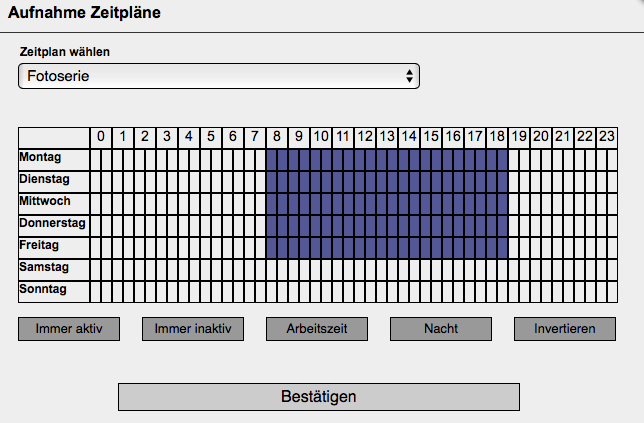 Aufnahme Zeitpläne
Zeitplan wählen
Fotoserie
0 1 2 3 4 5 6 7 8 9 10 11 12 13 14 15 16 17 18 19 20 21 22 23
Montag
Dienstag
Mittwoch
Donnerstag
Freitag
Samstag
Sonntag
Immer aktiv Immer inaktiv Arbeitszeit Nacht Invertieren
Bestätigen